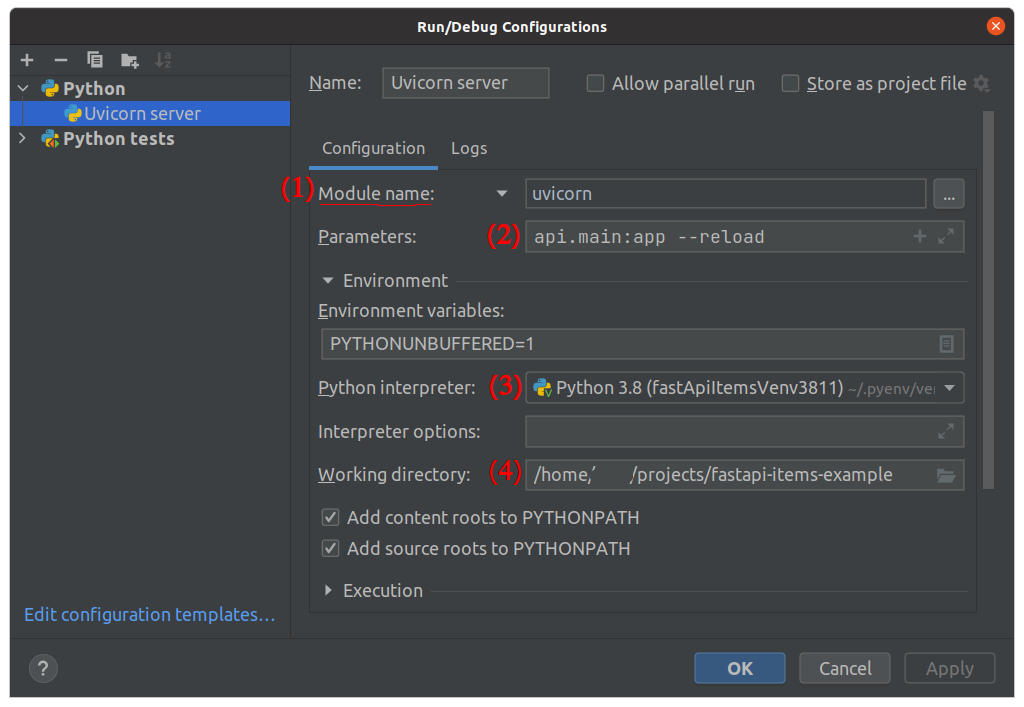 Run/Debug Configurations
Python
Uvicorn server
Python tests
Edit configuration templates...
Name: Uvicorn server Allow parallel run Store as project file
Configuration Logs
(1) Module name: uvicorn ...
Parameters: (2) api.main:app --reload
Environment
Environment variables:
PYTHONUNBUFFERED=1
Python interpreter: (3) Python 3.8 (fastApiItemsVenv3811) ~/.pyenv/ve
Interpreter options:
Working directory: (4) /home, /projects/fastapi-items-example
Add content roots to PYTHONPATH
Add source roots to PYTHONPATH
Execution
? OK Cancel Apply